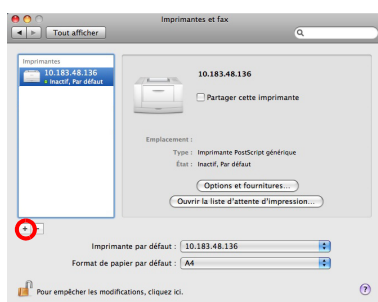 Imprimantes et fax
Tout afficher
Imprimantes
10.183.48.136
Inactif, Par défaut
10.183.48.136
Partager cette imprimante
Emplacement :
Type : Imprimante PostScript générique
État : Inactif, Par défaut
Options et fournitures...
Ouvrir la liste d'attente d'impression...
+ −
Imprimante par défaut : 10.183.48.136
Format de papier par défaut : A4
Pour empêcher les modifications, cliquez ici.
?